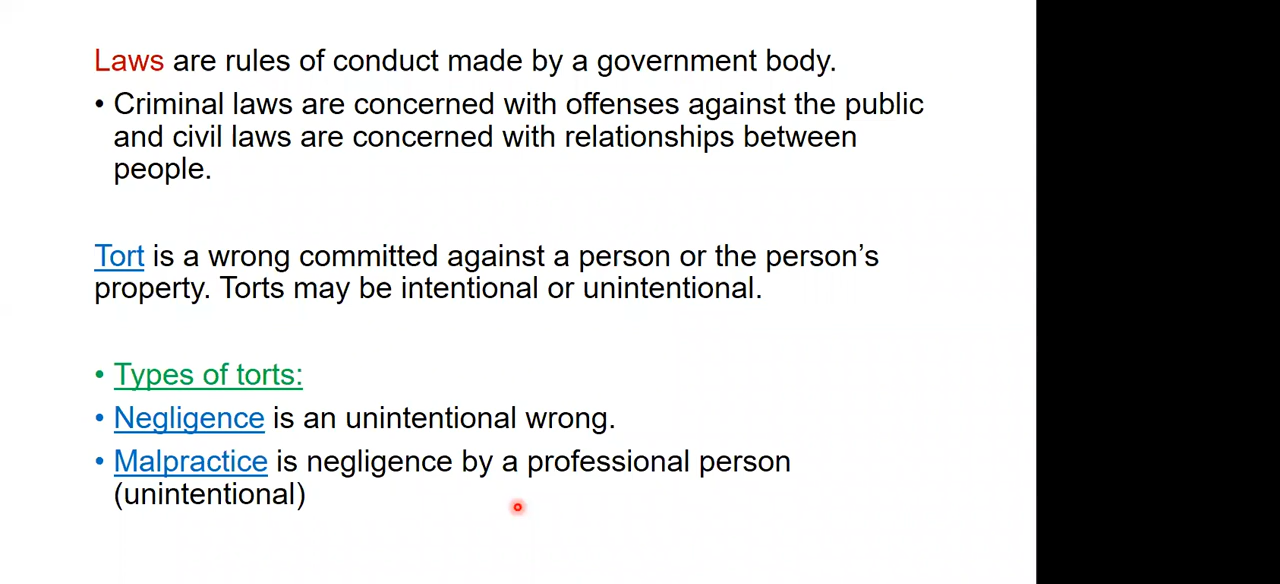 Laws are rules of conduct made by a government body.
• Criminal laws are concerned with offenses against the public
and civil laws are concerned with relationships between
people.
Tort is a wrong committed against a person or the person’s
property. Torts may be intentional or unintentional.
• Types of torts:
• Negligence is an unintentional wrong.
• Malpractice is negligence by a professional person
(unintentional)